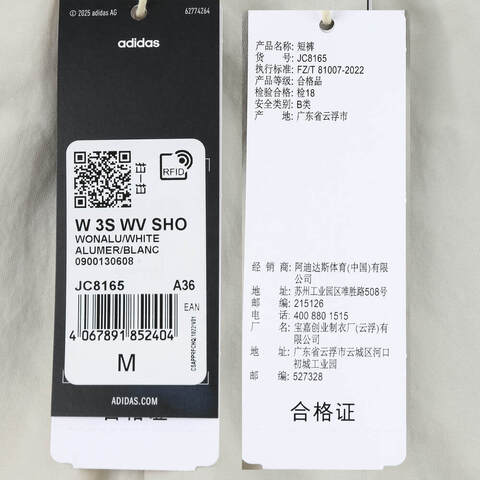 © 2025 adidas AG
62774264
adidas
RFID
W 3S WV SHO
WONALU/WHITE
ALUMER/BLANC
0900130608
JC8165
A36
EAN
4 067891 852404
M
ADIDAS.COM
合格证
产品名称: 短裤
货 号: JC8165
执行标准: FZ/T 81007-2022
产品等级: 合格品
检验合格: 检18
安全类别: B类
产 地: 广东省云浮市
经 销 商: 阿迪达斯体育(中国)有限
公司
地 址: 苏州工业园区唯胜路508号
邮 编: 215126
电 话: 400 880 1515
厂 名: 宝嘉创业制衣厂(云浮)有
限公司
地 址: 广东省云浮市云城区河口
初城工业园
邮 编: 527328
合格证